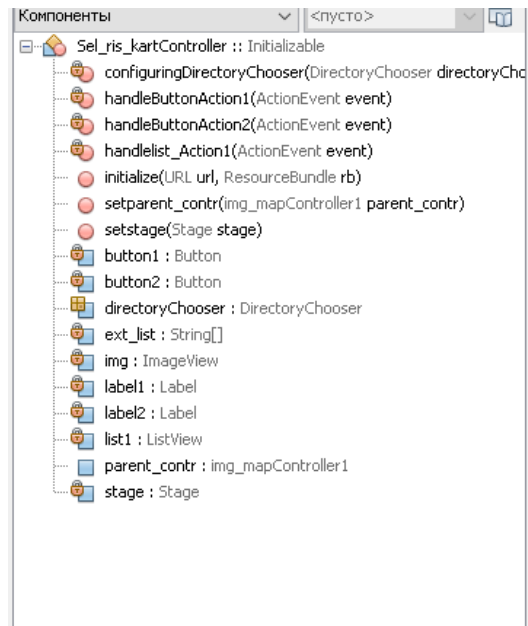 Компоненты <пусто>
Sel_ris_kartController :: Initializable
configuringDirectoryChooser(DirectoryChooser directoryCho
handleButtonAction1(ActionEvent event)
handleButtonAction2(ActionEvent event)
handlelist_Action1(ActionEvent event)
initialize(URL url, ResourceBundle rb)
setparent_contr(img_mapController1 parent_contr)
setstage(Stage stage)
button1 : Button
button2 : Button
directoryChooser : DirectoryChooser
ext_list : String[]
img : ImageView
label1 : Label
label2 : Label
list1 : ListView
parent_contr : img_mapController1
stage : Stage